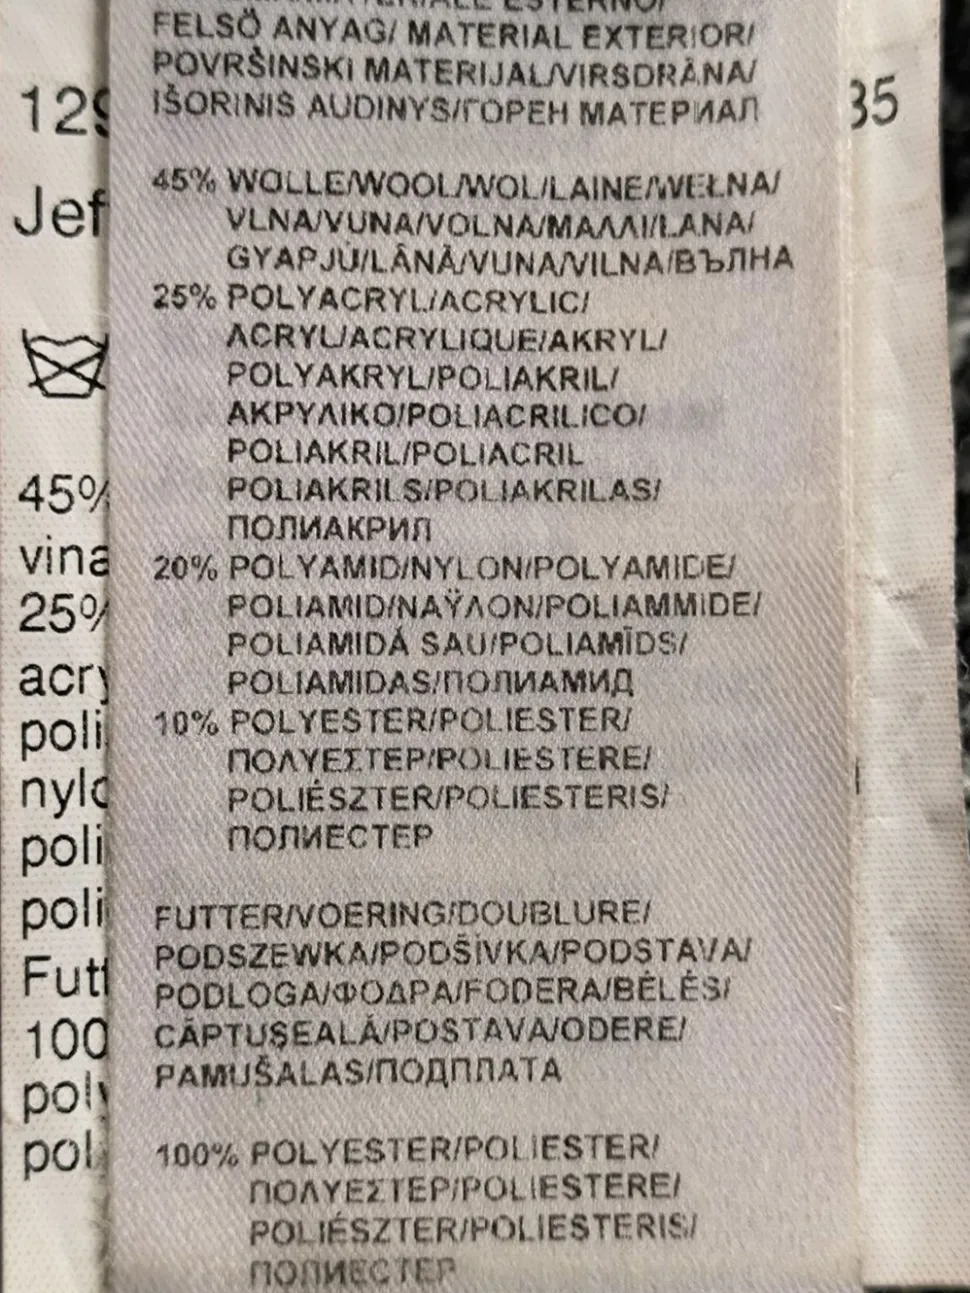 FELSŐ ANYAG/ MATERIAL EXTERIOR/
POVRŠINSKI MATERIJAL/VIRSDRĀNA/
IŠORINIS AUDINYS/ГОРЕН МАТЕРИАЛ
45% WOLLE/WOOL/WOL/LAINE/WEŁNA/
VLNA/VUNA/VOLNA/ΜΑΛΛΙ/LANA/
GYAPJÚ/LÂNĂ/VUNA/VILNA/ВЪЛНА
25% POLYACRYL/ACRYLIC/
ACRYL/ACRYLIQUE/AKRYL/
POLYAKRYL/POLIAKRIL/
ΑΚΡΥΛΙΚΟ/POLIACRILICO/
POLIAKRIL/POLIACRIL
POLIAKRILS/POLIAKRILAS/
ПОЛИАКРИЛ
20% POLYAMID/NYLON/POLYAMIDE/
POLIAMID/ΝΑΫΛΟΝ/POLIAMMIDE/
POLIAMIDĂ SAU/POLIAMĪDS/
POLIAMIDAS/ПОЛИАМИД
10% POLYESTER/POLIESTER/
ΠΟΛΥΕΣΤΕΡ/POLIESTERE/
POLIÉSZTER/POLIESTERIS/
ПОЛИЕСТЕР
FUTTER/VOERING/DOUBLURE/
PODSZEWKA/PODŠÍVKA/PODSTAVA/
PODLOGA/ΦΟΔΡΑ/FODERA/BÉLÉS/
CĂPTUŞEALĂ/POSTAVA/ODERE/
PAMUŠALAS/ПОДПЛАТА
100% POLYESTER/POLIESTER/
ΠΟΛΥΕΣΤΕΡ/POLIESTERE/
POLIÉSZTER/POLIESTERIS/
ПОЛИЕСТЕР